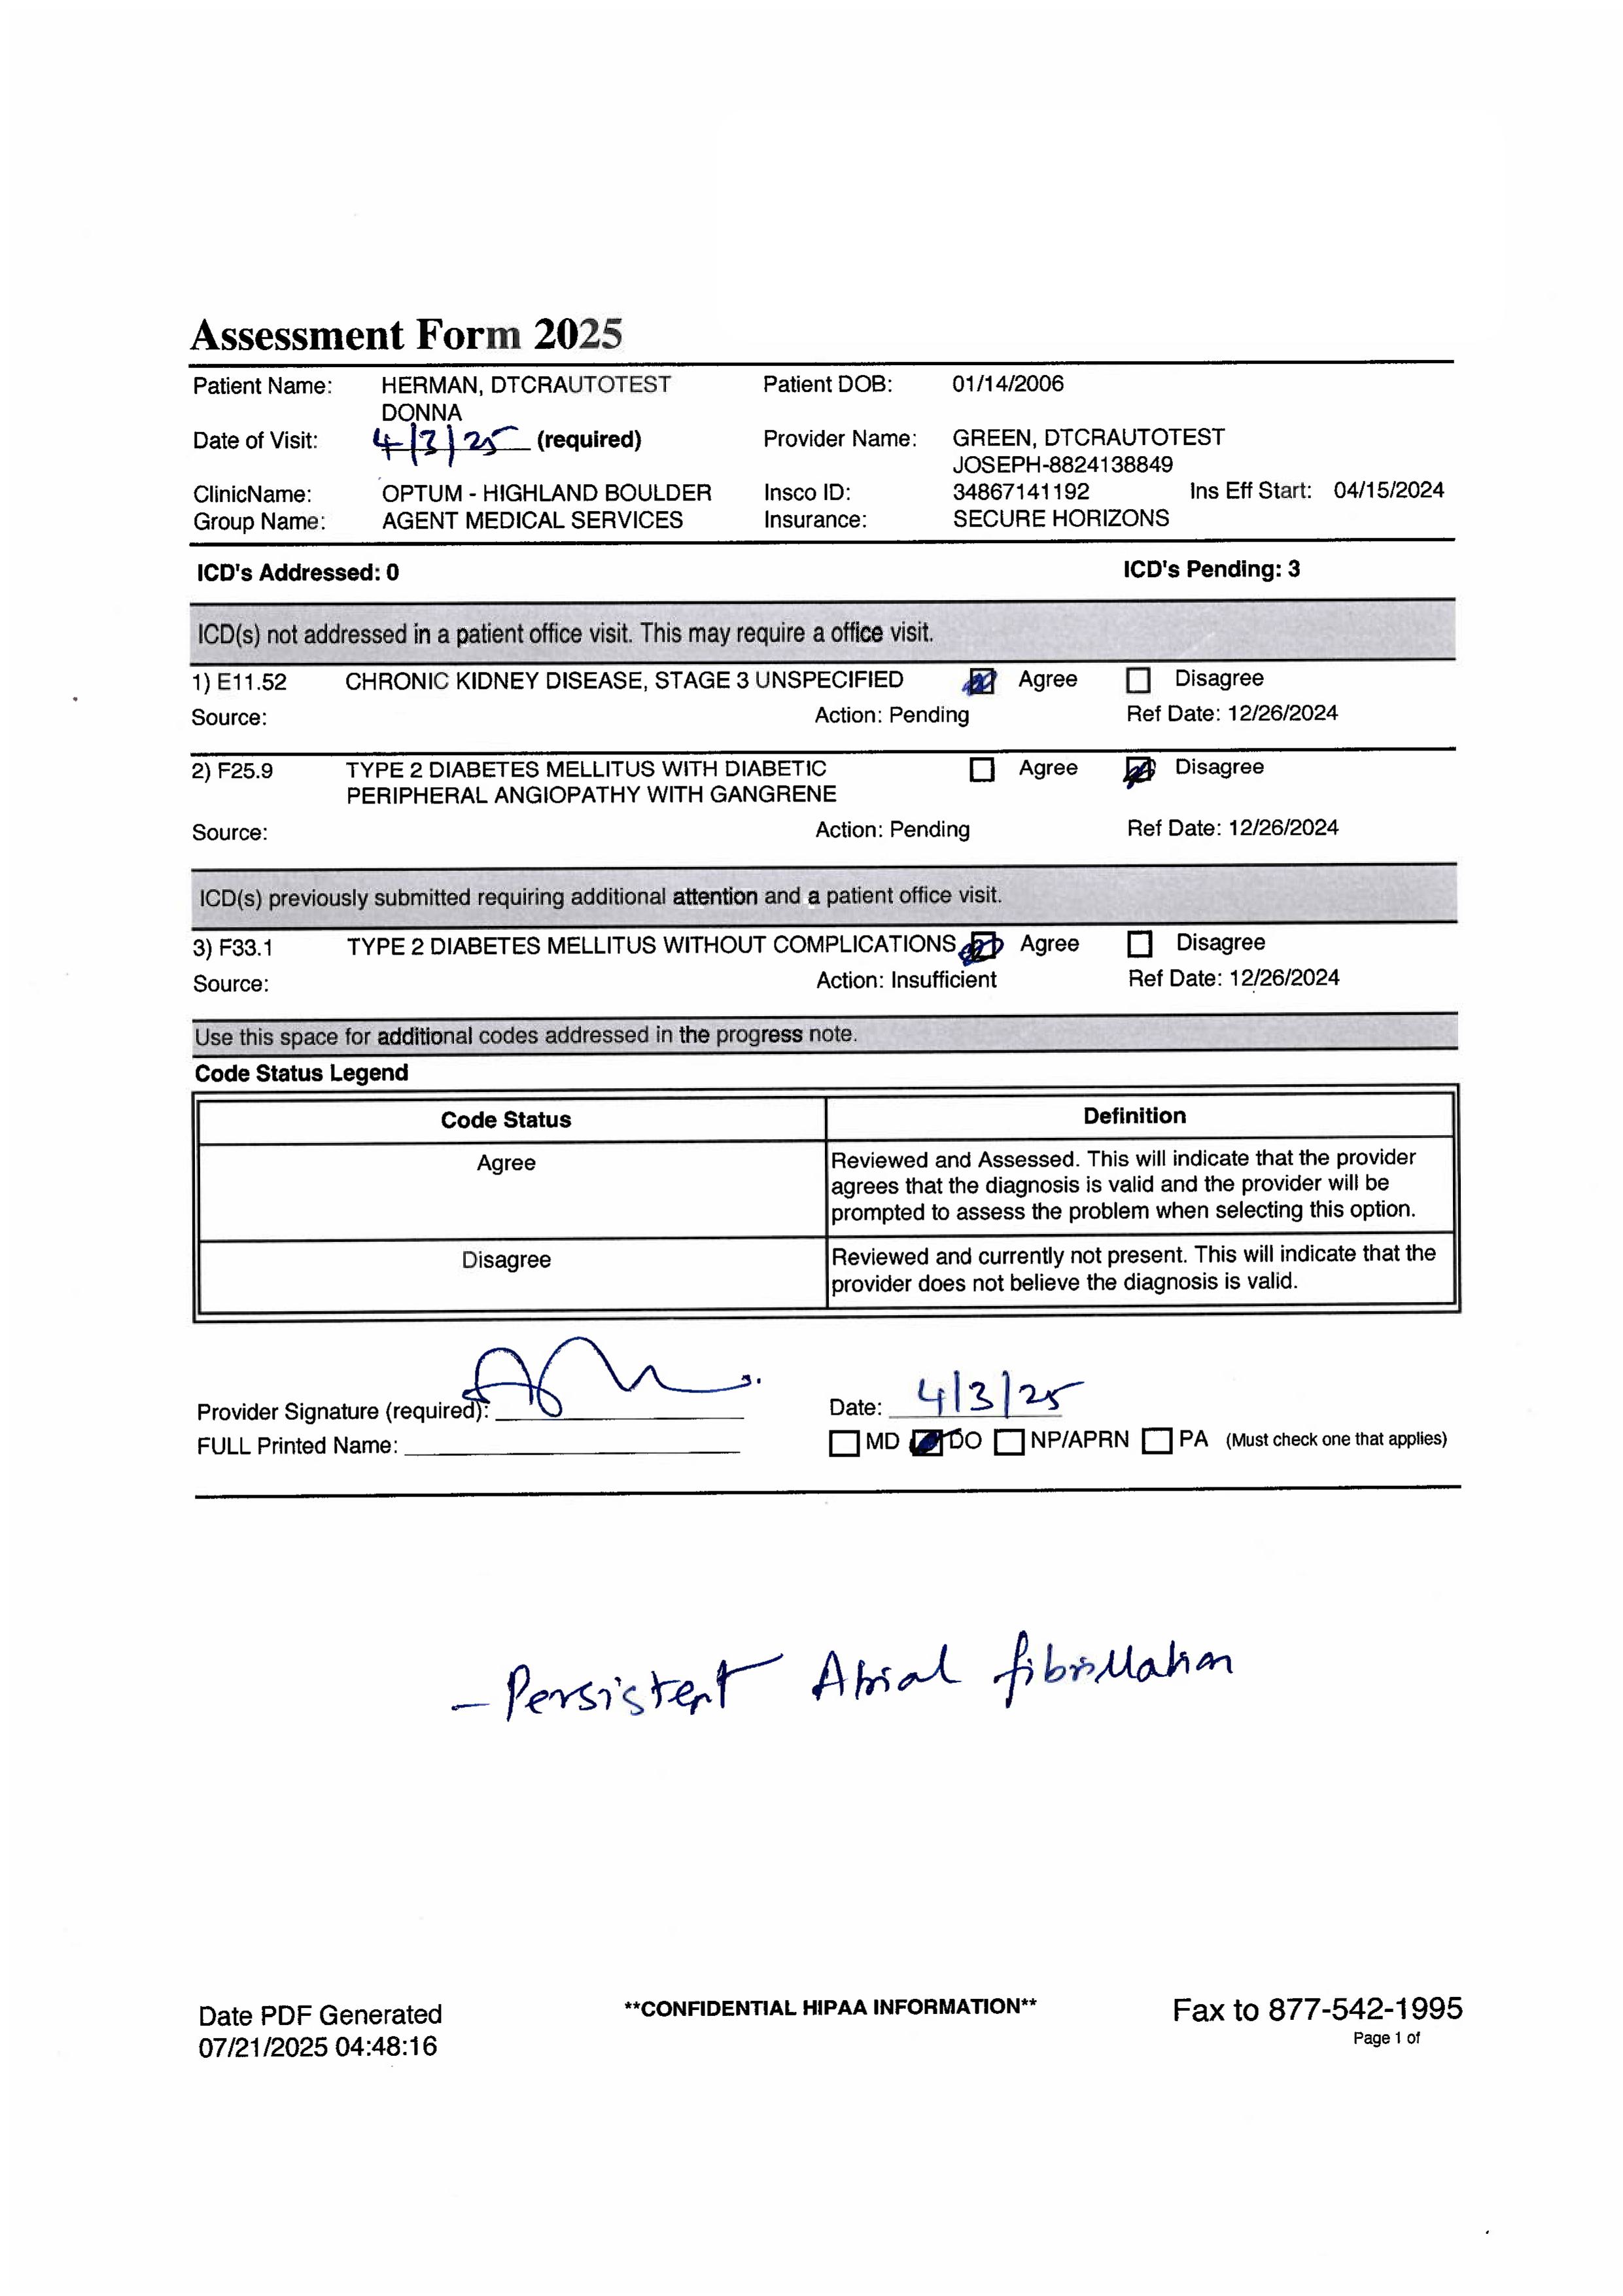 Assessment Form 2025
Patient Name: HERMAN, DTCRAUTOTEST Patient DOB: 01/14/2006
DONNA
Date of Visit: 4/3/25 (required) Provider Name: GREEN, DTCRAUTOTEST
JOSEPH-8824138849
ClinicName: OPTUM - HIGHLAND BOULDER Insco ID: 34867141192 Ins Eff Start: 04/15/2024
Group Name: AGENT MEDICAL SERVICES Insurance: SECURE HORIZONS
ICD's Addressed: 0 ICD's Pending: 3
ICD(s) not addressed in a patient office visit. This may require a office visit.
1) E11.52 CHRONIC KIDNEY DISEASE, STAGE 3 UNSPECIFIED Agree Disagree
Source: Action: Pending Ref Date: 12/26/2024
2) F25.9 TYPE 2 DIABETES MELLITUS WITH DIABETIC Agree Disagree
PERIPHERAL ANGIOPATHY WITH GANGRENE
Source: Action: Pending Ref Date: 12/26/2024
ICD(s) previously submitted requiring additional attention and a patient office visit.
3) F33.1 TYPE 2 DIABETES MELLITUS WITHOUT COMPLICATIONS Agree Disagree
Source: Action: Insufficient Ref Date: 12/26/2024
Use this space for additional codes addressed in the progress note.
Code Status Legend
Code Status Definition
Agree Reviewed and Assessed. This will indicate that the provider
agrees that the diagnosis is valid and the provider will be
prompted to assess the problem when selecting this option.
Disagree Reviewed and currently not present. This will indicate that the
provider does not believe the diagnosis is valid.
Provider Signature (required): Date: 4/3/25
FULL Printed Name: MD DO NP/APRN PA (Must check one that applies)
- Persistent Atrial fibrillation
Date PDF Generated **CONFIDENTIAL HIPAA INFORMATION** Fax to 877-542-1995
07/21/2025 04:48:16 Page 1 of